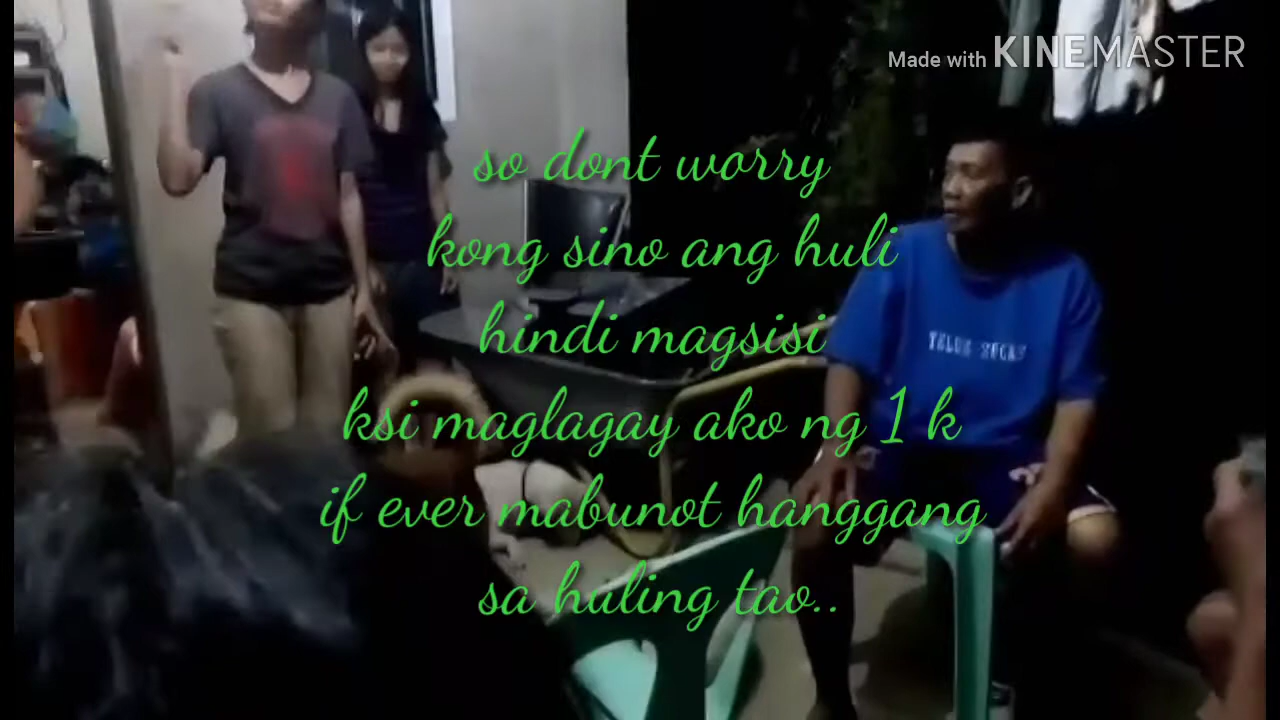 Made with KINEMASTER
so dont worry
kong sino ang huli
hindi magsisi
ksi maglagay ako ng 1 k
if ever mabunot hanggang
sa huling tao..